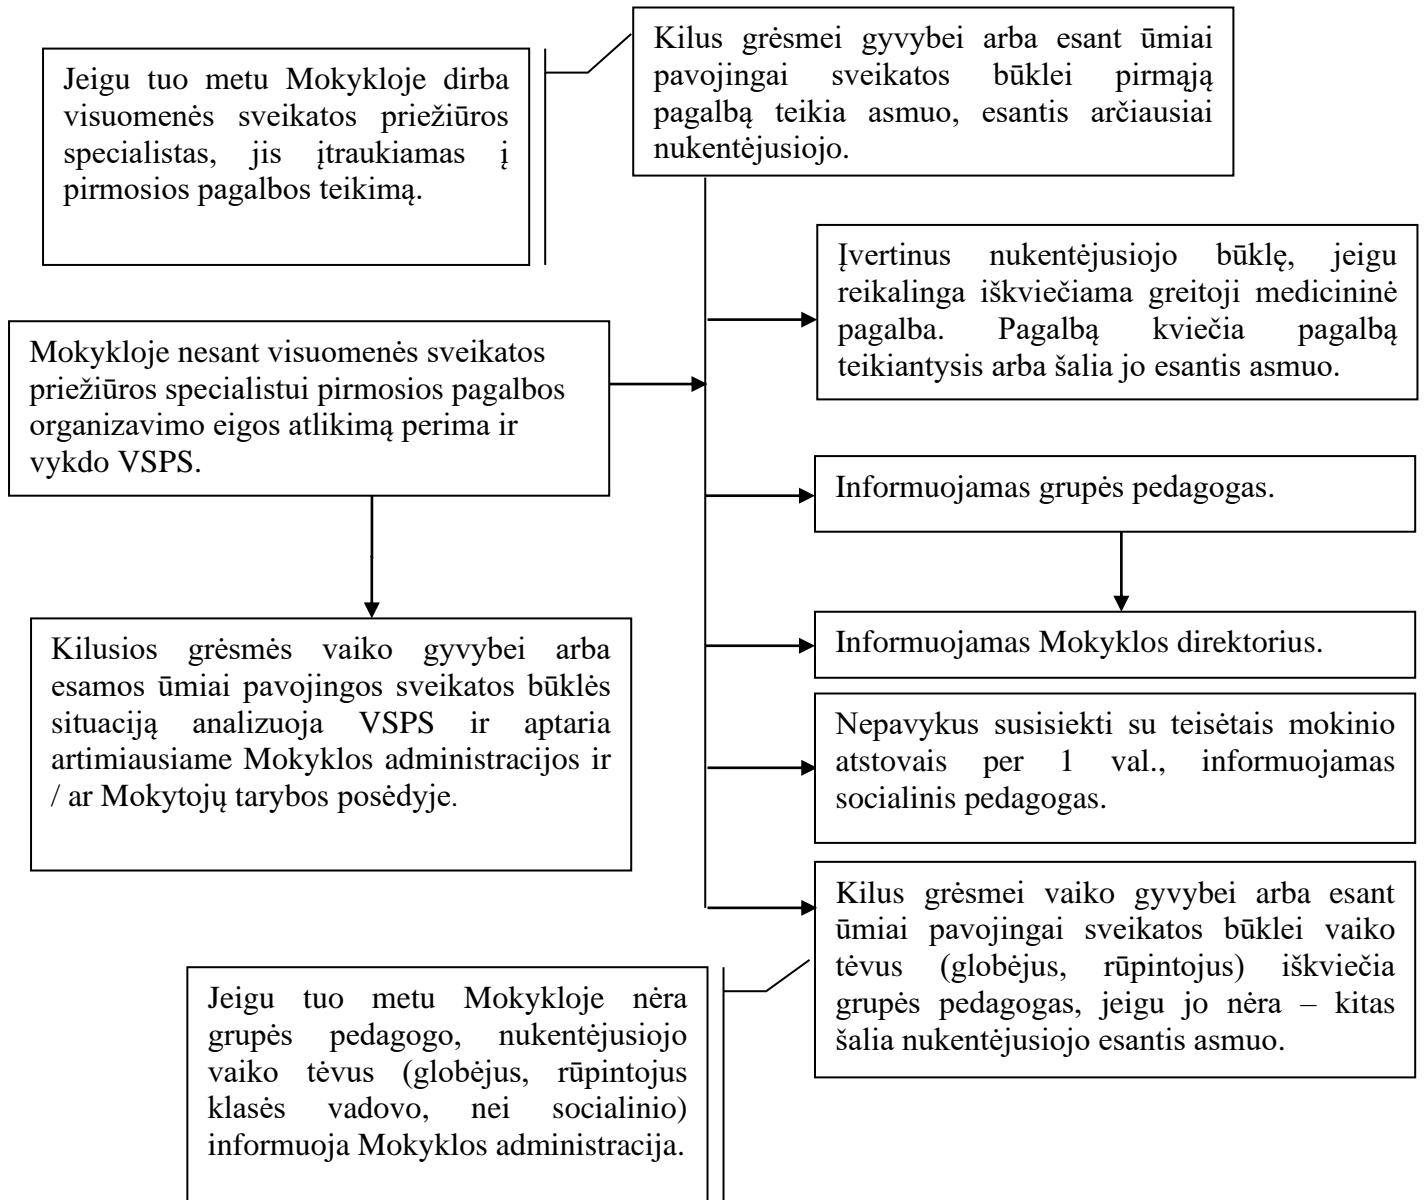 Kilus grėsmei gyvybei arba esant ūmiai
pavojingai sveikatos būklei pirmąją
pagalbą teikia asmuo, esantis arčiausiai
nukentėjusiojo.
Jeigu tuo metu Mokykloje dirba
visuomenės sveikatos priežiūros
specialistas, jis įtraukiamas į
pirmosios pagalbos teikimą.
Įvertinus nukentėjusiojo būklę, jeigu
reikalinga iškviečiama greitoji medicininė
pagalba. Pagalbą kviečia pagalbą
teikiantysis arba šalia jo esantis asmuo.
Mokykloje nesant visuomenės sveikatos
priežiūros specialistui pirmosios pagalbos
organizavimo eigos atlikimą perima ir
vykdo VSPS.
Informuojamas grupės pedagogas.
Informuojamas Mokyklos direktorius.
Kilusios grėsmės vaiko gyvybei arba
esamos ūmiai pavojingos sveikatos būklės
situaciją analizuoja VSPS ir aptaria
artimiausiame Mokyklos administracijos ir
/ ar Mokytojų tarybos posėdyje.
Nepavykus susisiekti su teisėtais mokinio
atstovais per 1 val., informuojamas
socialinis pedagogas.
Kilus grėsmei vaiko gyvybei arba esant
ūmiai pavojingai sveikatos būklei vaiko
tėvus (globėjus, rūpintojus) iškviečia
grupės pedagogas, jeigu jo nėra – kitas
šalia nukentėjusiojo esantis asmuo.
Jeigu tuo metu Mokykloje nėra
grupės pedagogo, nukentėjusiojo
vaiko tėvus (globėjus, rūpintojus
klasės vadovo, nei socialinio)
informuoja Mokyklos administracija.